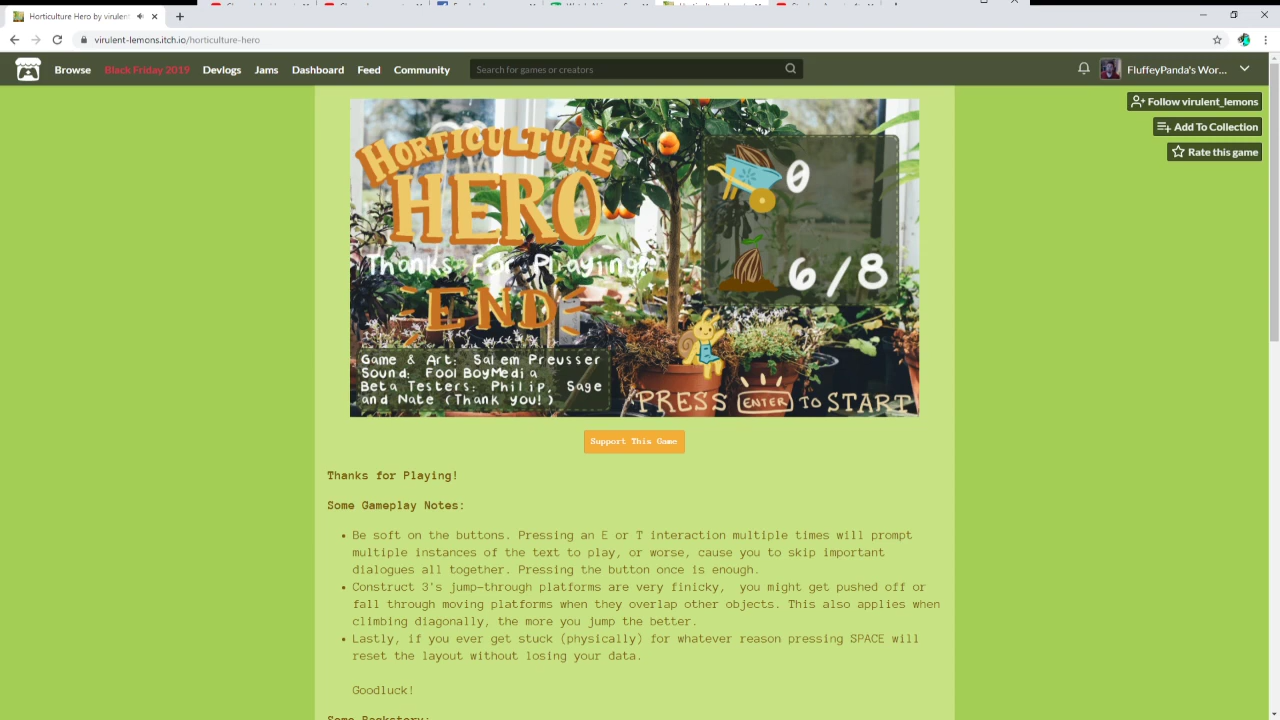 Horticulture Hero by virulent
virulent-lemons.itch.io/horticulture-hero
Browse Black Friday 2019 Devlogs Jams Dashboard Feed Community Search for games or creators FluffeyPanda's Wor...
Follow virulent_lemons
Add To Collection
Rate this game
HORTICULTURE
HERO
Thanks For Playing!
END
0
6/8
Game & Art: Salem Preusser
Sound: FoolBoyMedia
Beta Testers: Philip, Sage
and Nate (Thank You!)
PRESS ENTER TO START
Support This Game
Thanks for Playing!
Some Gameplay Notes:
• Be soft on the buttons. Pressing an E or T interaction multiple times will prompt
multiple instances of the text to play, or worse, cause you to skip important
dialogues all together. Pressing the button once is enough.
• Construct 3's jump-through platforms are very finicky, you might get pushed off or
fall through moving platforms when they overlap other objects. This also applies when
climbing diagonally, the more you jump the better.
• Lastly, if you ever get stuck (physically) for whatever reason pressing SPACE will
reset the layout without losing your data.
Goodluck!
Some Backstory: